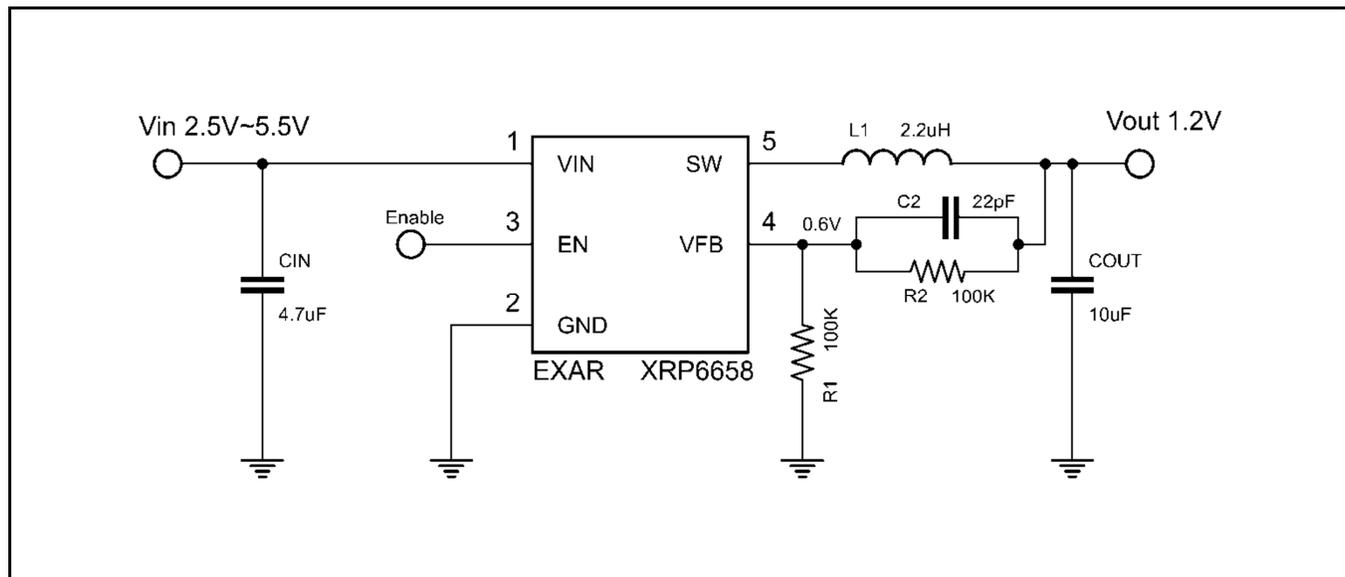 Vin 2.5V~5.5V
Vout 1.2V
L1 2.2uH
1
5
VIN
SW
C2 22pF
Enable
3
4
0.6V
EN
VFB
CIN
4.7uF
COUT
10uF
R2 100K
2
GND
R1 100K
EXAR XRP6658